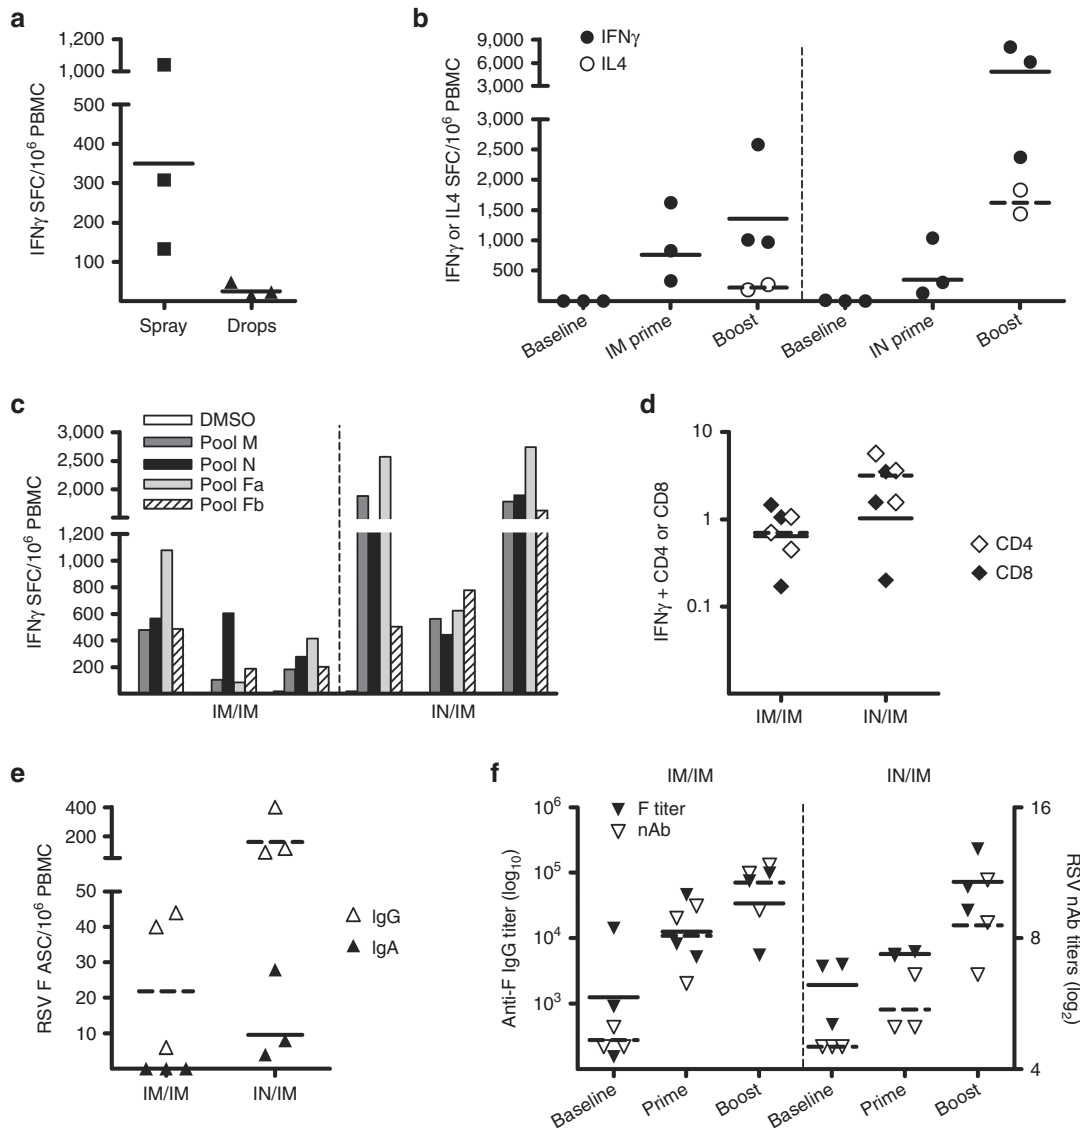 a
1,200
1,000
500
400
300
200
100
IFNγ SFC/10⁶ PBMC
Spray
Drops
b
IFNγ
IL4
9,000
6,000
3,000
3,000
2,500
2,000
1,500
1,000
500
IFNγ or IL4 SFC/10⁶ PBMC
Baseline
IM prime
Boost
Baseline
IN prime
Boost
c
DMSO
Pool M
Pool N
Pool Fa
Pool Fb
3,000
2,500
2,000
1,200
1,000
800
600
400
200
IFNγ SFC/10⁶ PBMC
IM/IM
IN/IM
d
10
1
0.1
IFNγ + CD4 or CD8
CD4
CD8
IM/IM
IN/IM
e
400
200
50
40
30
20
10
RSV F ASC/10⁶ PBMC
IgG
IgA
IM/IM
IN/IM
f
IM/IM
IN/IM
F titer
nAb
10⁶
10⁵
10⁴
10³
Anti-F IgG titer (log₁₀)
16
8
4
RSV nAb titers (log₂)
Baseline
Prime
Boost
Baseline
Prime
Boost